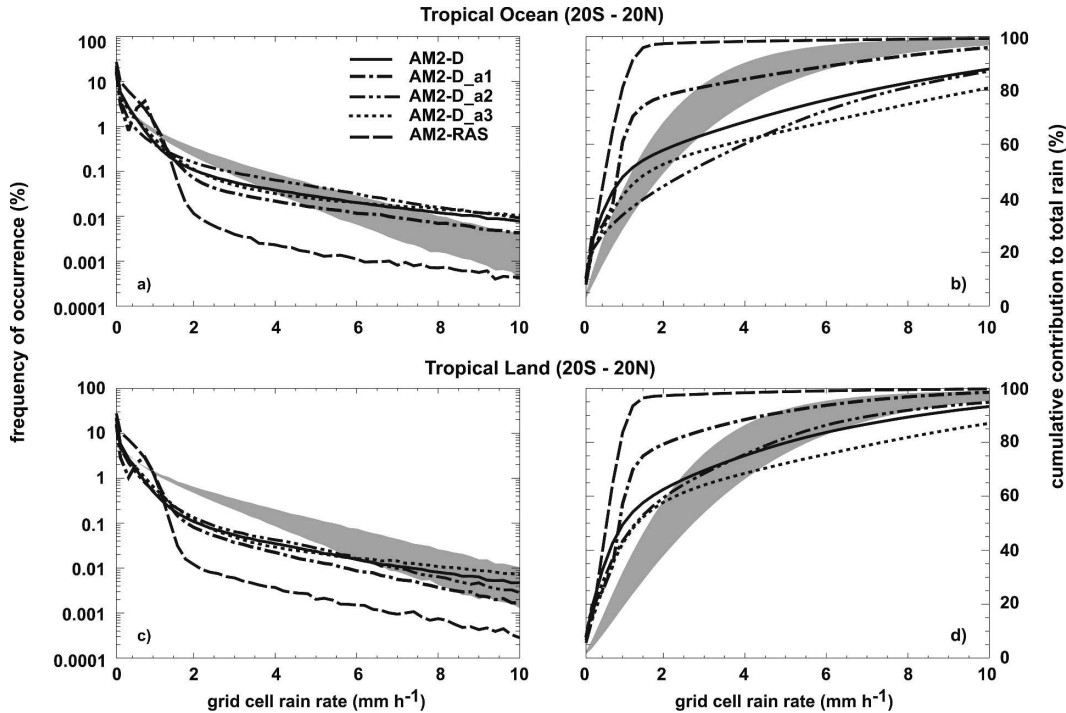 Tropical Ocean (20S - 20N)
frequency of occurrence (%)
100
10
1
0.1
0.01
0.001
0.0001
AM2-D
AM2-D_a1
AM2-D_a2
AM2-D_a3
AM2-RAS
a)
0 2 4 6 8 10
b)
100
80
60
40
20
0
0 2 4 6 8 10
cumulative contribution to total rain (%)
Tropical Land (20S - 20N)
100
10
1
0.1
0.01
0.001
0.0001
c)
0 2 4 6 8 10
grid cell rain rate (mm h-1)
d)
100
80
60
40
20
0
0 2 4 6 8 10
grid cell rain rate (mm h-1)